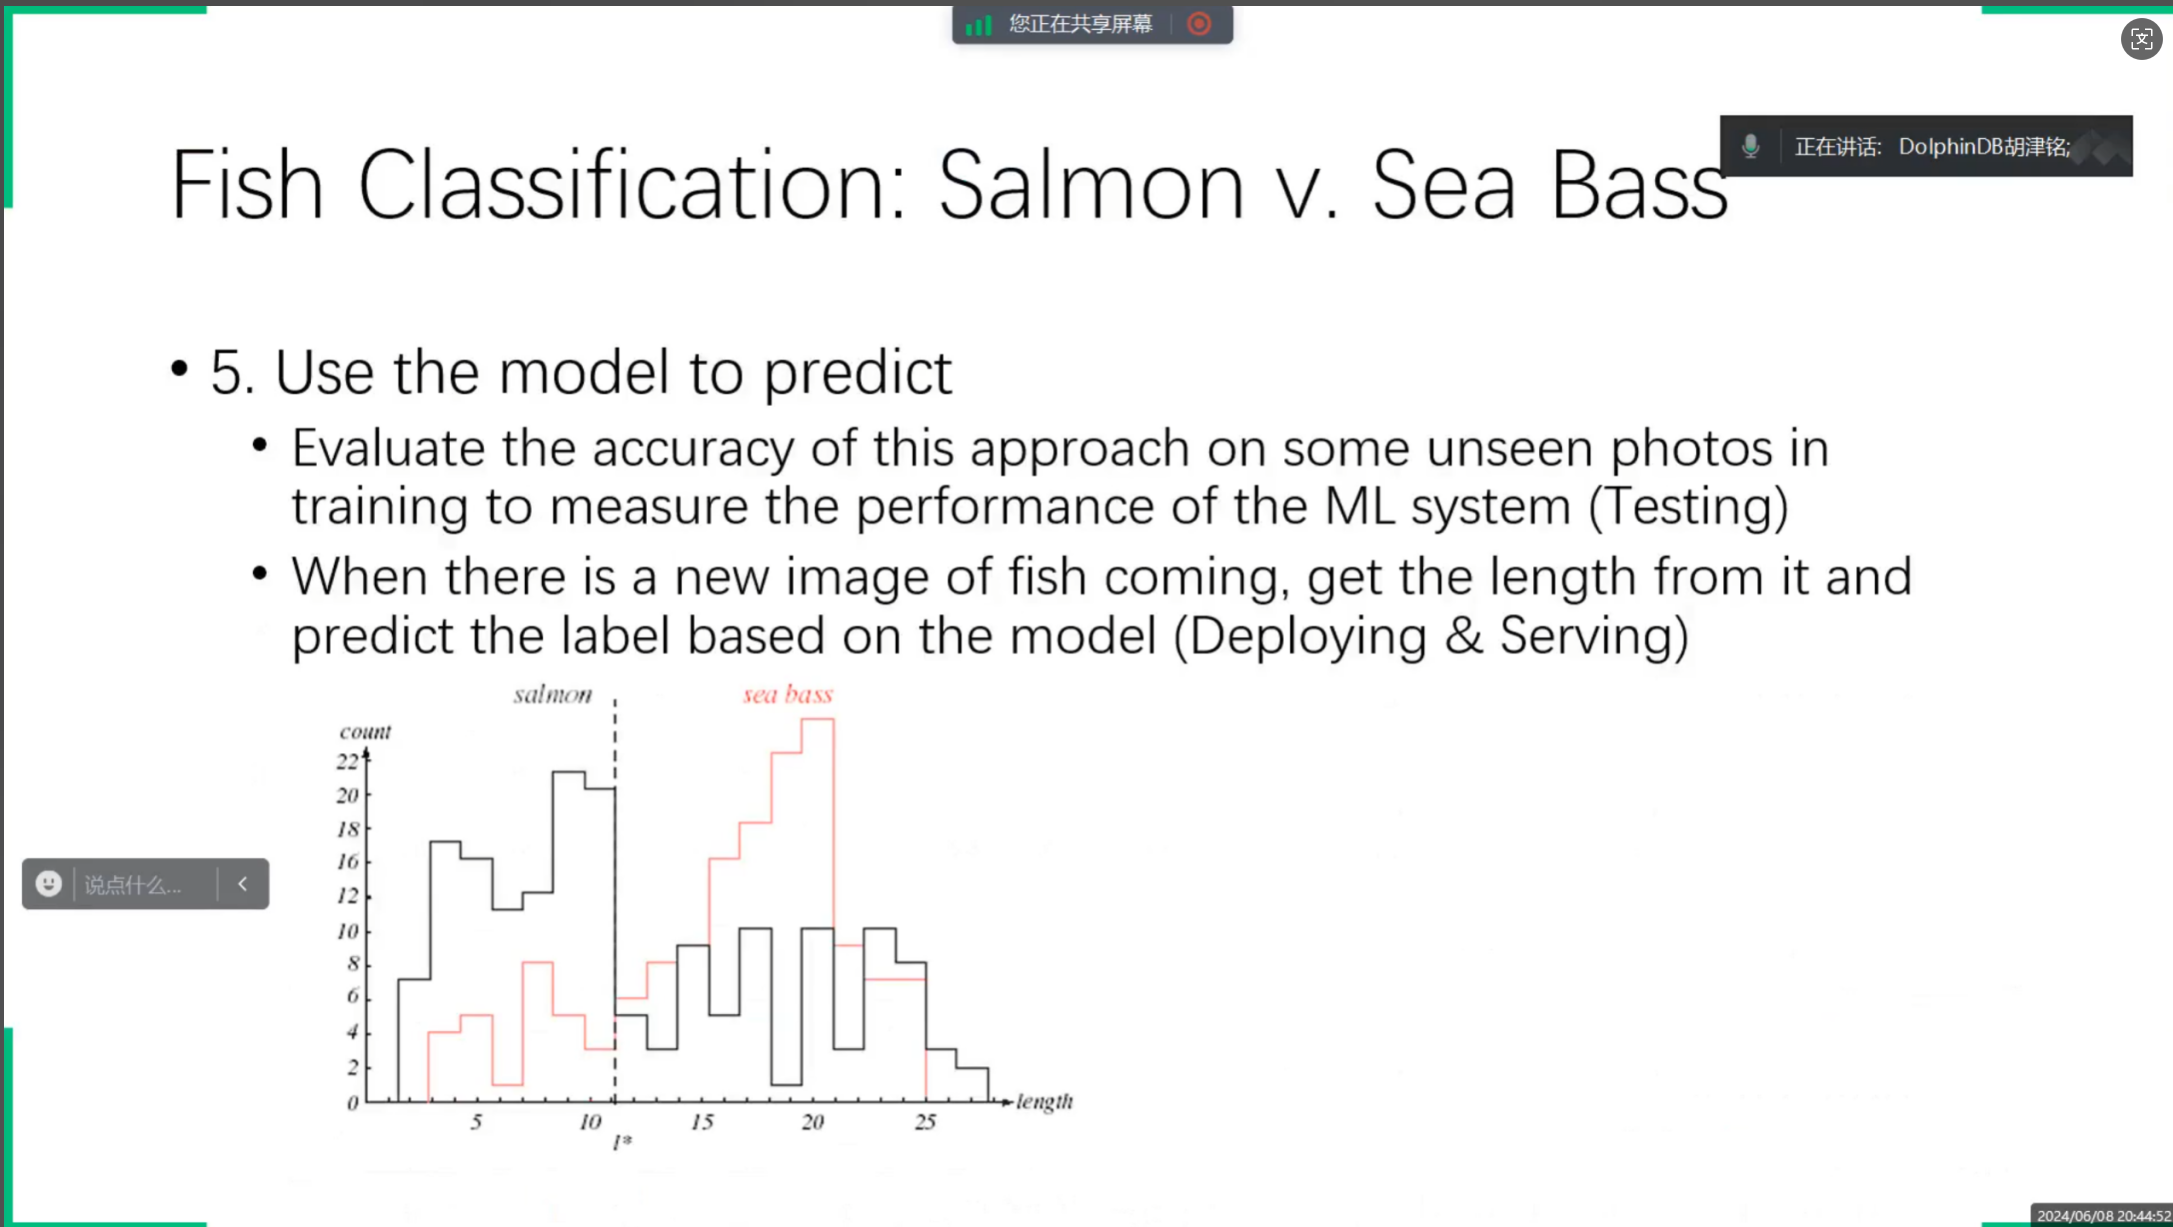 您正在共享屏幕
正在讲话: DolphinDB胡津铭;
Fish Classification: Salmon v. Sea Bass
• 5. Use the model to predict
• Evaluate the accuracy of this approach on some unseen photos in
training to measure the performance of the ML system (Testing)
• When there is a new image of fish coming, get the length from it and
predict the label based on the model (Deploying & Serving)
salmon
sea bass
count
22
20
18
16
12
10
8
6
4
2
0
5 10 15 20 25
length
l*
说点什么...
2024/06/08 20:44:52